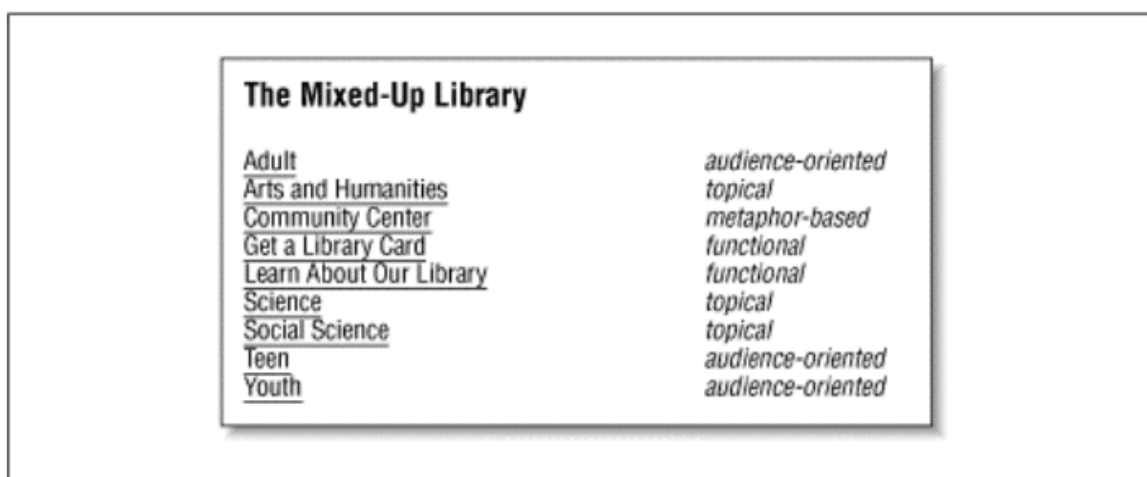 The Mixed-Up Library
Adult audience-oriented
Arts and Humanities topical
Community Center metaphor-based
Get a Library Card functional
Learn About Our Library functional
Science topical
Social Science topical
Teen audience-oriented
Youth audience-oriented